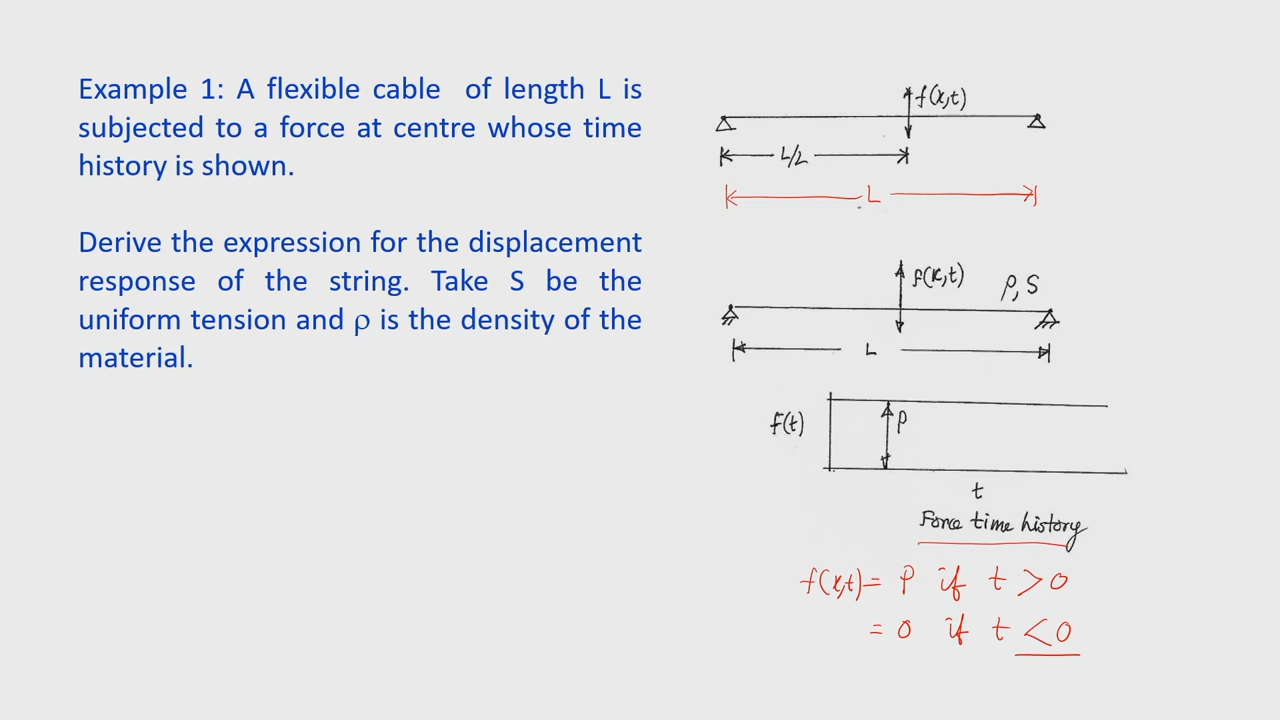 Example 1: A flexible cable of length L is
subjected to a force at centre whose time
history is shown.
Derive the expression for the displacement
response of the string. Take S be the
uniform tension and ρ is the density of the
material.
f(x,t)
L/2
L
f(x,t)
ρ, S
L
f(t)
P
t
Force time history
f(x,t) = P if t > 0
= 0 if t < 0